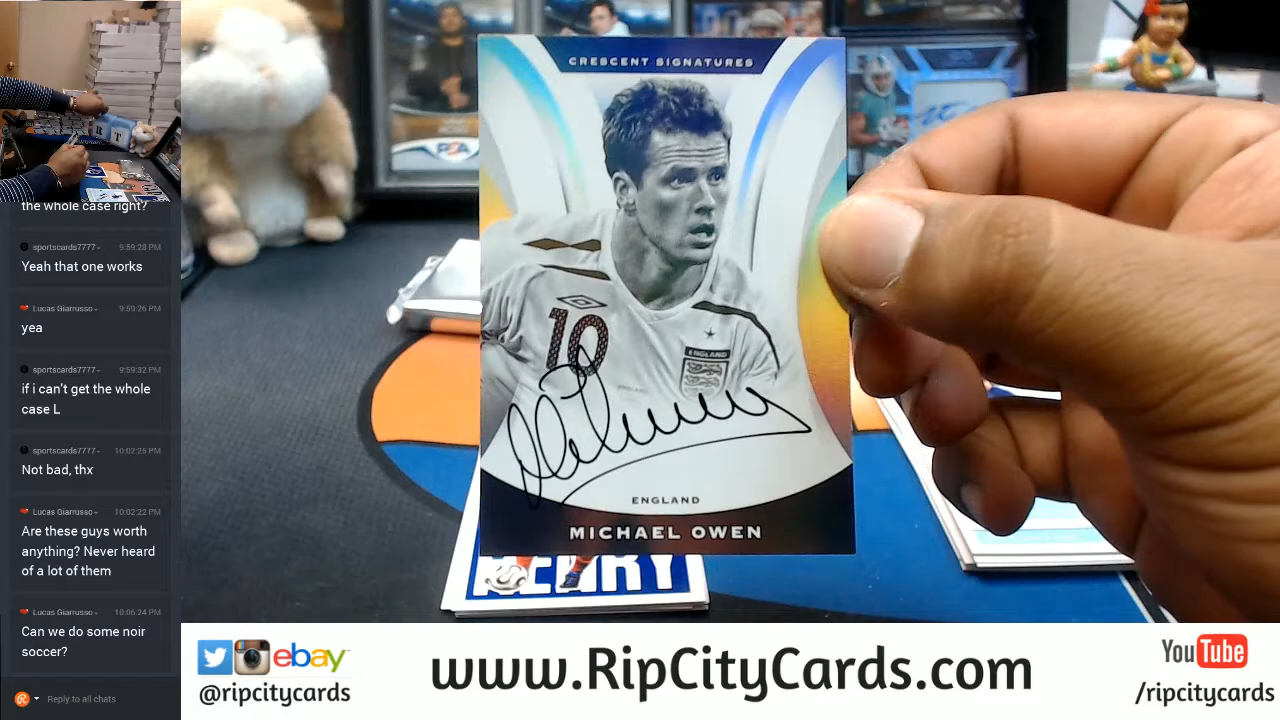 the whole case right?
sportscards7777
9:59:28 PM
Yeah that one works
Lucas Giarrusso
9:59:26 PM
yea
sportscards7777
9:59:32 PM
if i can't get the whole
case L
sportscards7777
10:02:25 PM
Not bad, thx
Lucas Giarrusso
10:02:22 PM
Are these guys worth
anything? Never heard
of a lot of them
Lucas Giarrusso
10:06:24 PM
Can we do some noir
soccer?
Reply to all chats
CRESCENT SIGNATURES
10
ENGLAND
ENGLAND
ENGLAND
MICHAEL OWEN
HENRY
PSA
ebay
@ripcitycards
www.RipCityCards.com
YouTube
/ripcitycards